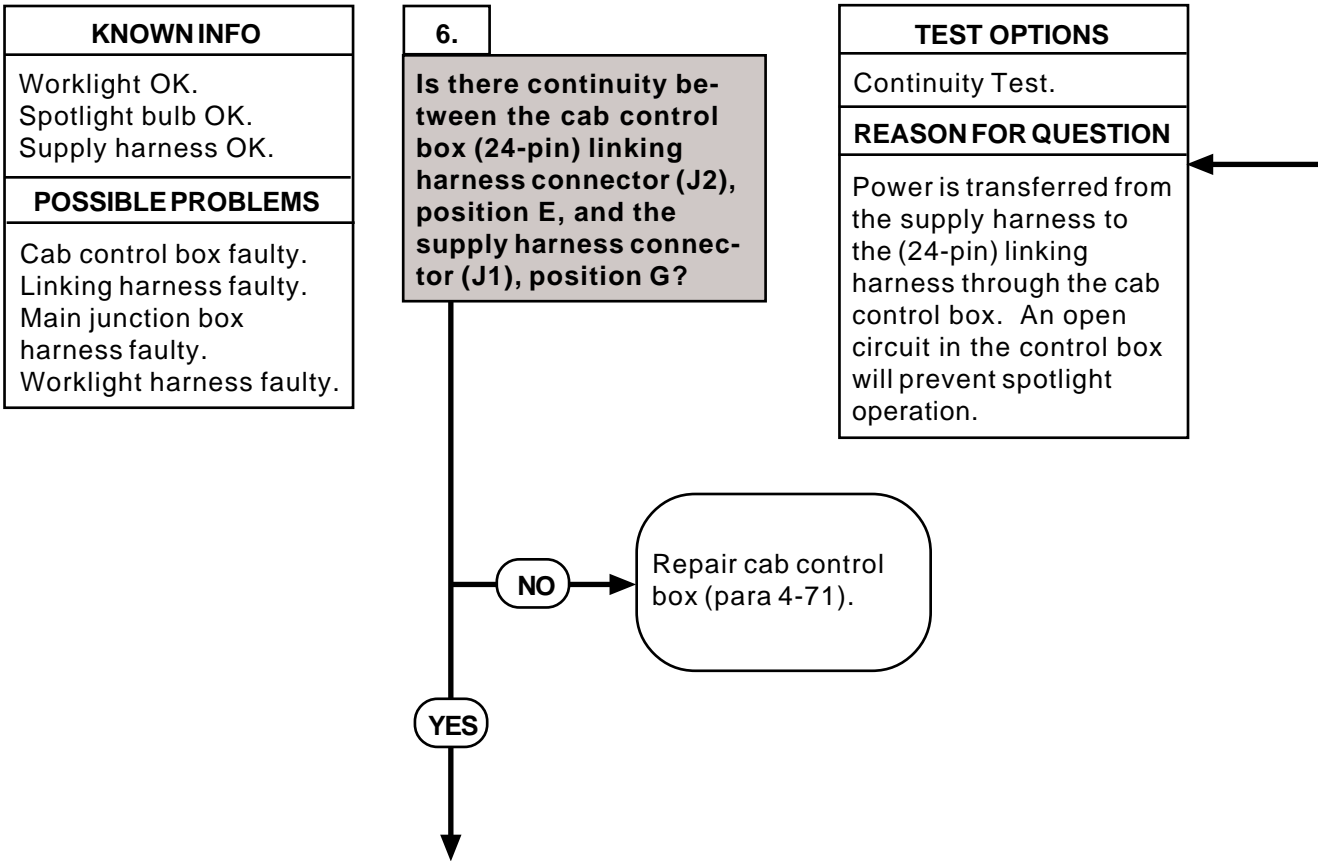 KNOWN INFO
Worklight OK.
Spotlight bulb OK.
Supply harness OK.
POSSIBLE PROBLEMS
Cab control box faulty.
Linking harness faulty.
Main junction box
harness faulty.
Worklight harness faulty.
6.
Is there continuity be-
tween the cab control
box (24-pin) linking
harness connector (J2),
position E, and the
supply harness connec-
tor (J1), position G?
TEST OPTIONS
Continuity Test.
REASON FOR QUESTION
Power is transferred from
the supply harness to
the (24-pin) linking
harness through the cab
control box. An open
circuit in the control box
will prevent spotlight
operation.
NO
Repair cab control
box (para 4-71).
YES